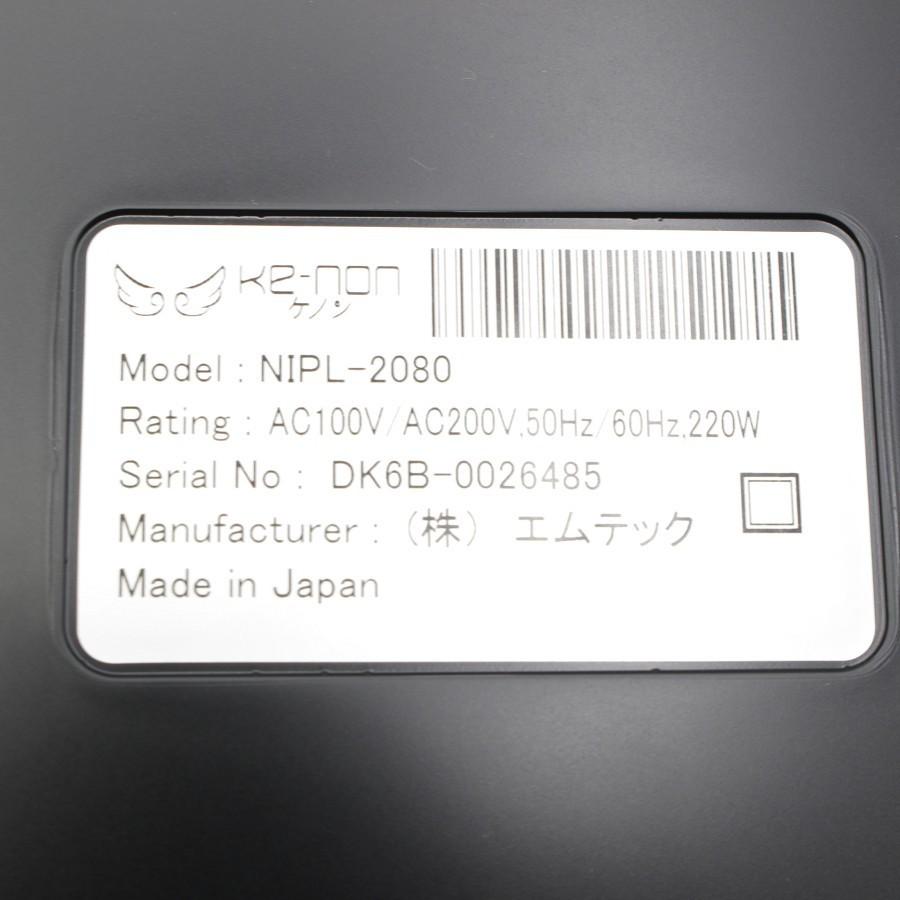 Ke-non
ケノン
Model : NIPL-2080
Rating : AC100V/AC200V,50Hz/60Hz,220W
Serial No : DK6B-0026485
Manufacturer : (株) エムテック
Made in Japan